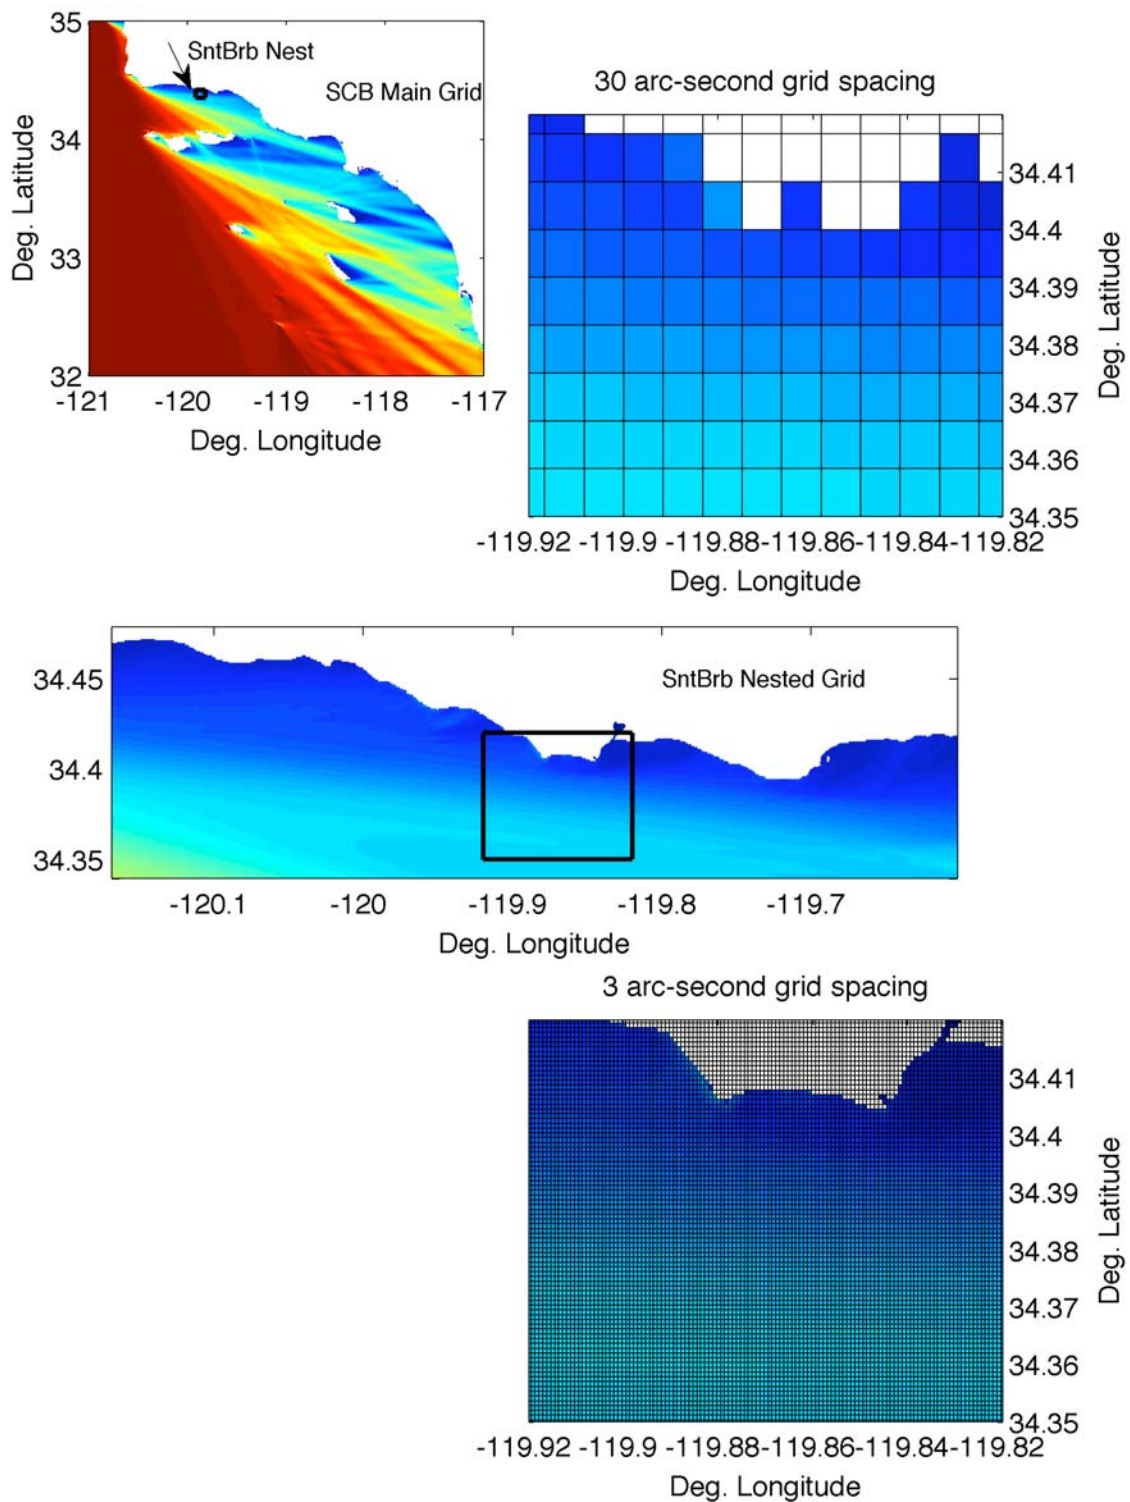 35
SntBrb Nest
SCB Main Grid
34
33
32
Deg. Latitude
-121 -120 -119 -118 -117
Deg. Longitude
30 arc-second grid spacing
34.41
34.4
34.39
34.38
34.37
34.36
34.35
Deg. Latitude
-119.92 -119.9 -119.88 -119.86 -119.84 -119.82
Deg. Longitude
SntBrb Nested Grid
34.45
34.4
34.35
-120.1 -120 -119.9 -119.8 -119.7
Deg. Longitude
3 arc-second grid spacing
34.41
34.4
34.39
34.38
34.37
34.36
34.35
Deg. Latitude
-119.92 -119.9 -119.88 -119.86 -119.84 -119.82
Deg. Longitude